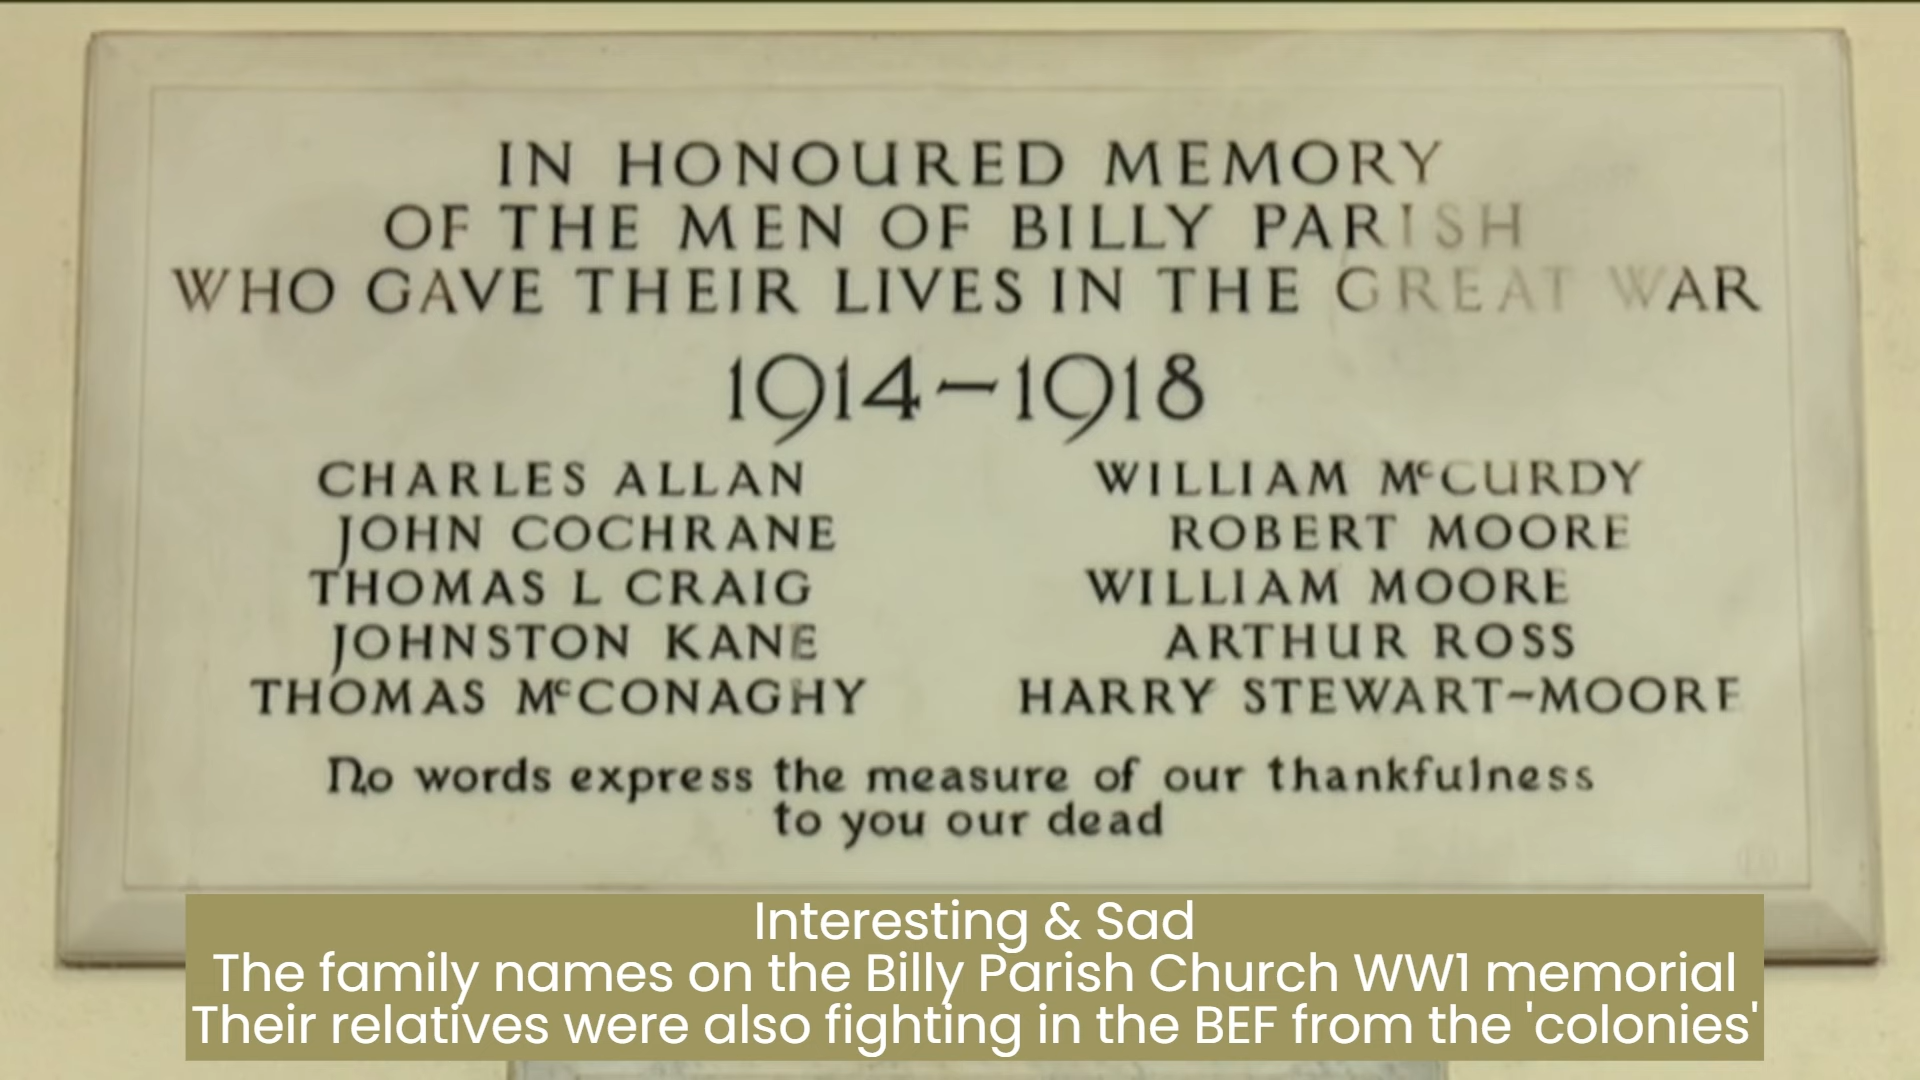 IN HONOURED MEMORY
OF THE MEN OF BILLY PARISH
WHO GAVE THEIR LIVES IN THE GREAT WAR
1914-1918
CHARLES ALLAN
JOHN COCHRANE
THOMAS L CRAIG
JOHNSTON KANE
THOMAS McCONAGHY
WILLIAM McCURDY
ROBERT MOORE
WILLIAM MOORE
ARTHUR ROSS
HARRY STEWART-MOORE
No words express the measure of our thankfulness
to you our dead
Interesting & Sad
The family names on the Billy Parish Church WW1 memorial
Their relatives were also fighting in the BEF from the 'colonies'